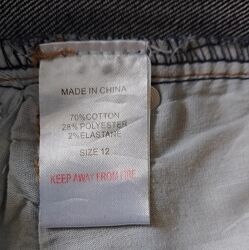 MADE IN CHINA
70%COTTON
28% POLYESTER
2% ELASTANE
SIZE 12
KEEP AWAY FROM FIRE